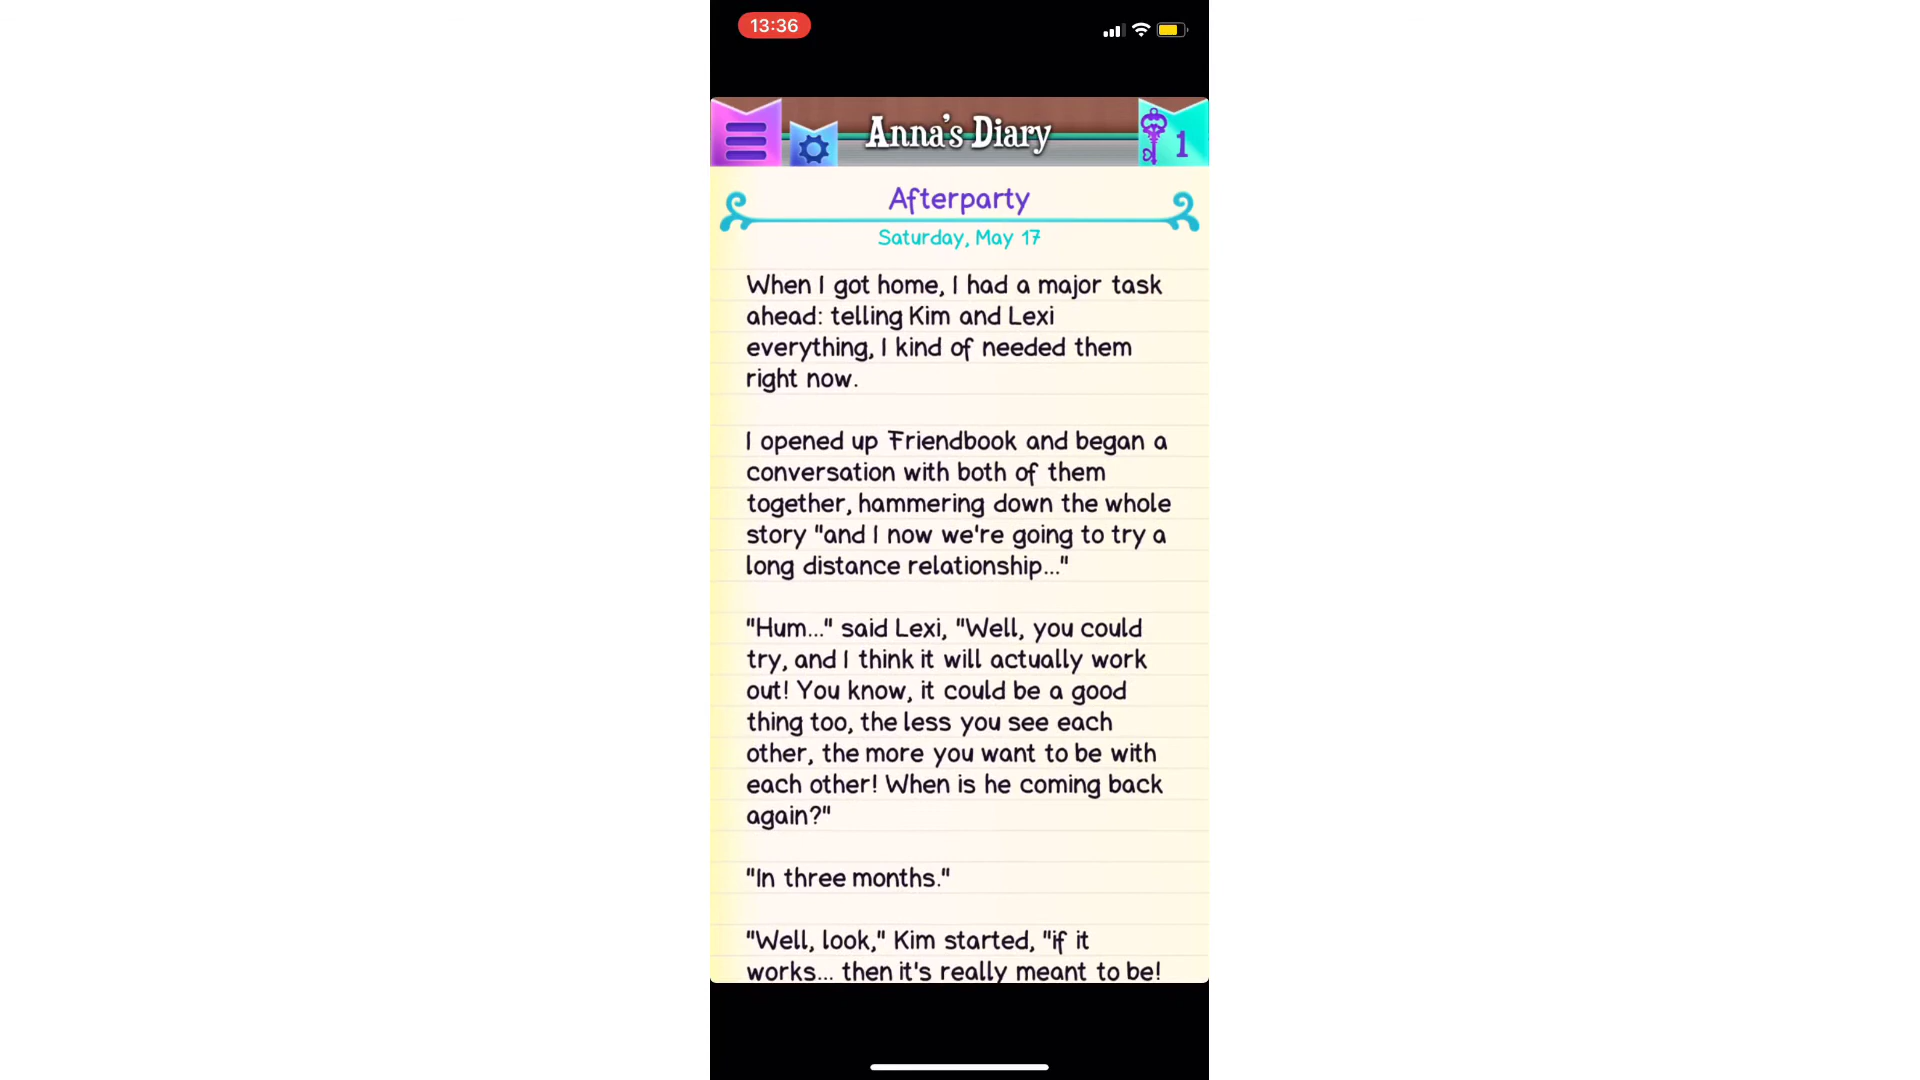 13:36
Anna's Diary
1
Afterparty
Saturday, May 17
When I got home, I had a major task
ahead: telling Kim and Lexi
everything, I kind of needed them
right now.
I opened up Friendbook and began a
conversation with both of them
together, hammering down the whole
story "and I now we're going to try a
long distance relationship..."
"Hum..." said Lexi, "Well, you could
try, and I think it will actually work
out! You know, it could be a good
thing too, the less you see each
other, the more you want to be with
each other! When is he coming back
again?"
"In three months."
"Well, look," Kim started, "if it
works... then it's really meant to be!